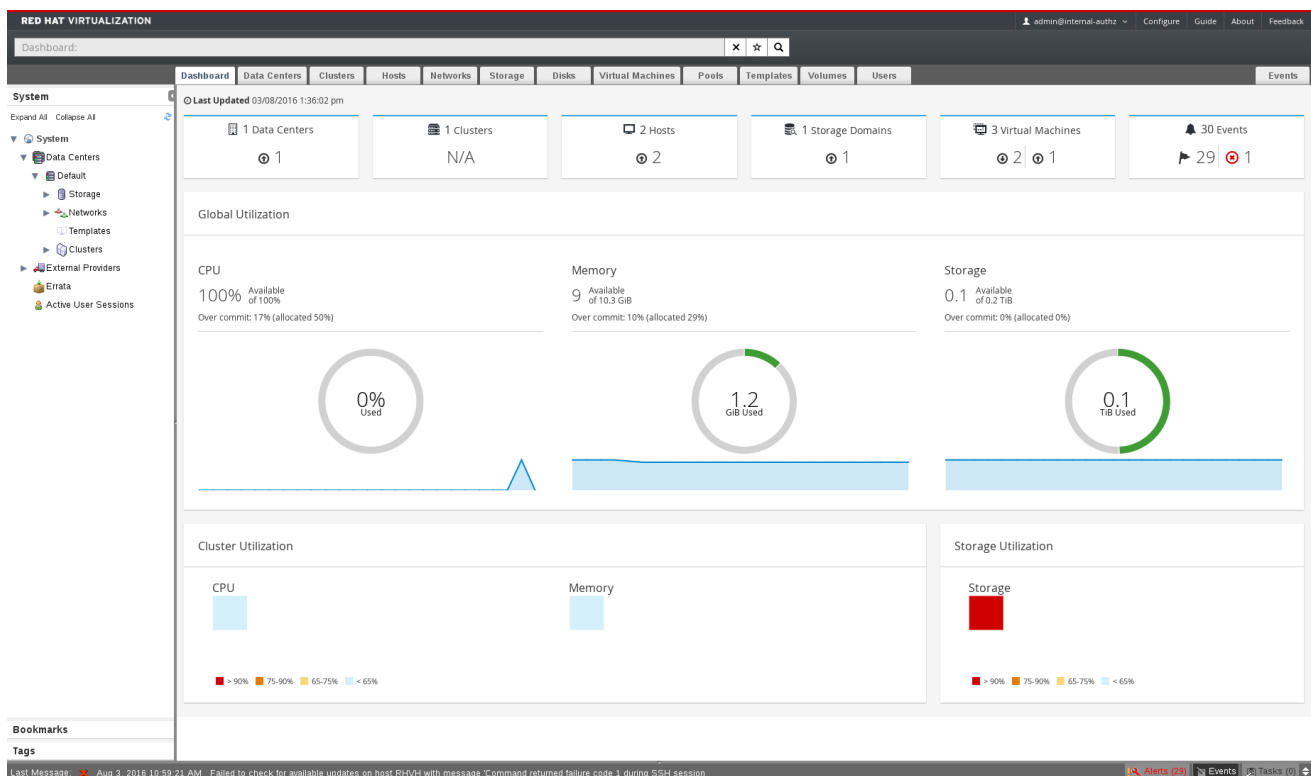 RED HAT VIRTUALIZATION
admin@internal-authz Configure Guide About Feedback
Dashboard:
Dashboard Data Centers Clusters Hosts Networks Storage Disks Virtual Machines Pools Templates Volumes Users Events
System
Expand All Collapse All
System
Data Centers
Default
Storage
Networks
Templates
Clusters
External Providers
Errata
Active User Sessions
Bookmarks
Tags
Last Updated 03/08/2016 1:36:02 pm
1 Data Centers
1
1 Clusters
N/A
2 Hosts
2
1 Storage Domains
1
3 Virtual Machines
2 1
30 Events
29 1
Global Utilization
CPU
100% Available of 100%
Over commit: 17% (allocated 50%)
0%
Used
Memory
9 Available of 10.3 GiB
Over commit: 10% (allocated 29%)
1.2
GiB Used
Storage
0.1 Available of 0.2 TiB
Over commit: 0% (allocated 0%)
0.1
TiB Used
Cluster Utilization
CPU
Memory
> 90% 75-90% 65-75% < 65%
Storage Utilization
Storage
> 90% 75-90% 65-75% < 65%
Last Message: Aug 3, 2016 10:59:21 AM Failed to check for available updates on host RHVH with message 'Command returned failure code 1 during SSH session
Alerts (29) Events Tasks (0)